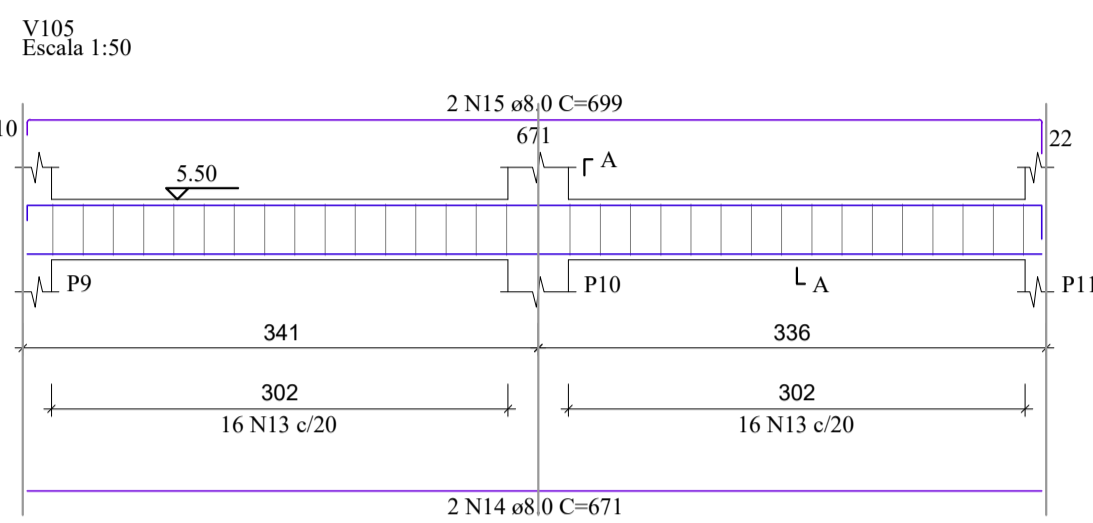 V105
Escala 1:50
2 N15 ø8.0 C=699
10
671
22
A
5.50
P9
P10
A
P11
341
336
302
302
16 N13 c/20
16 N13 c/20
2 N14 ø8.0 C=671